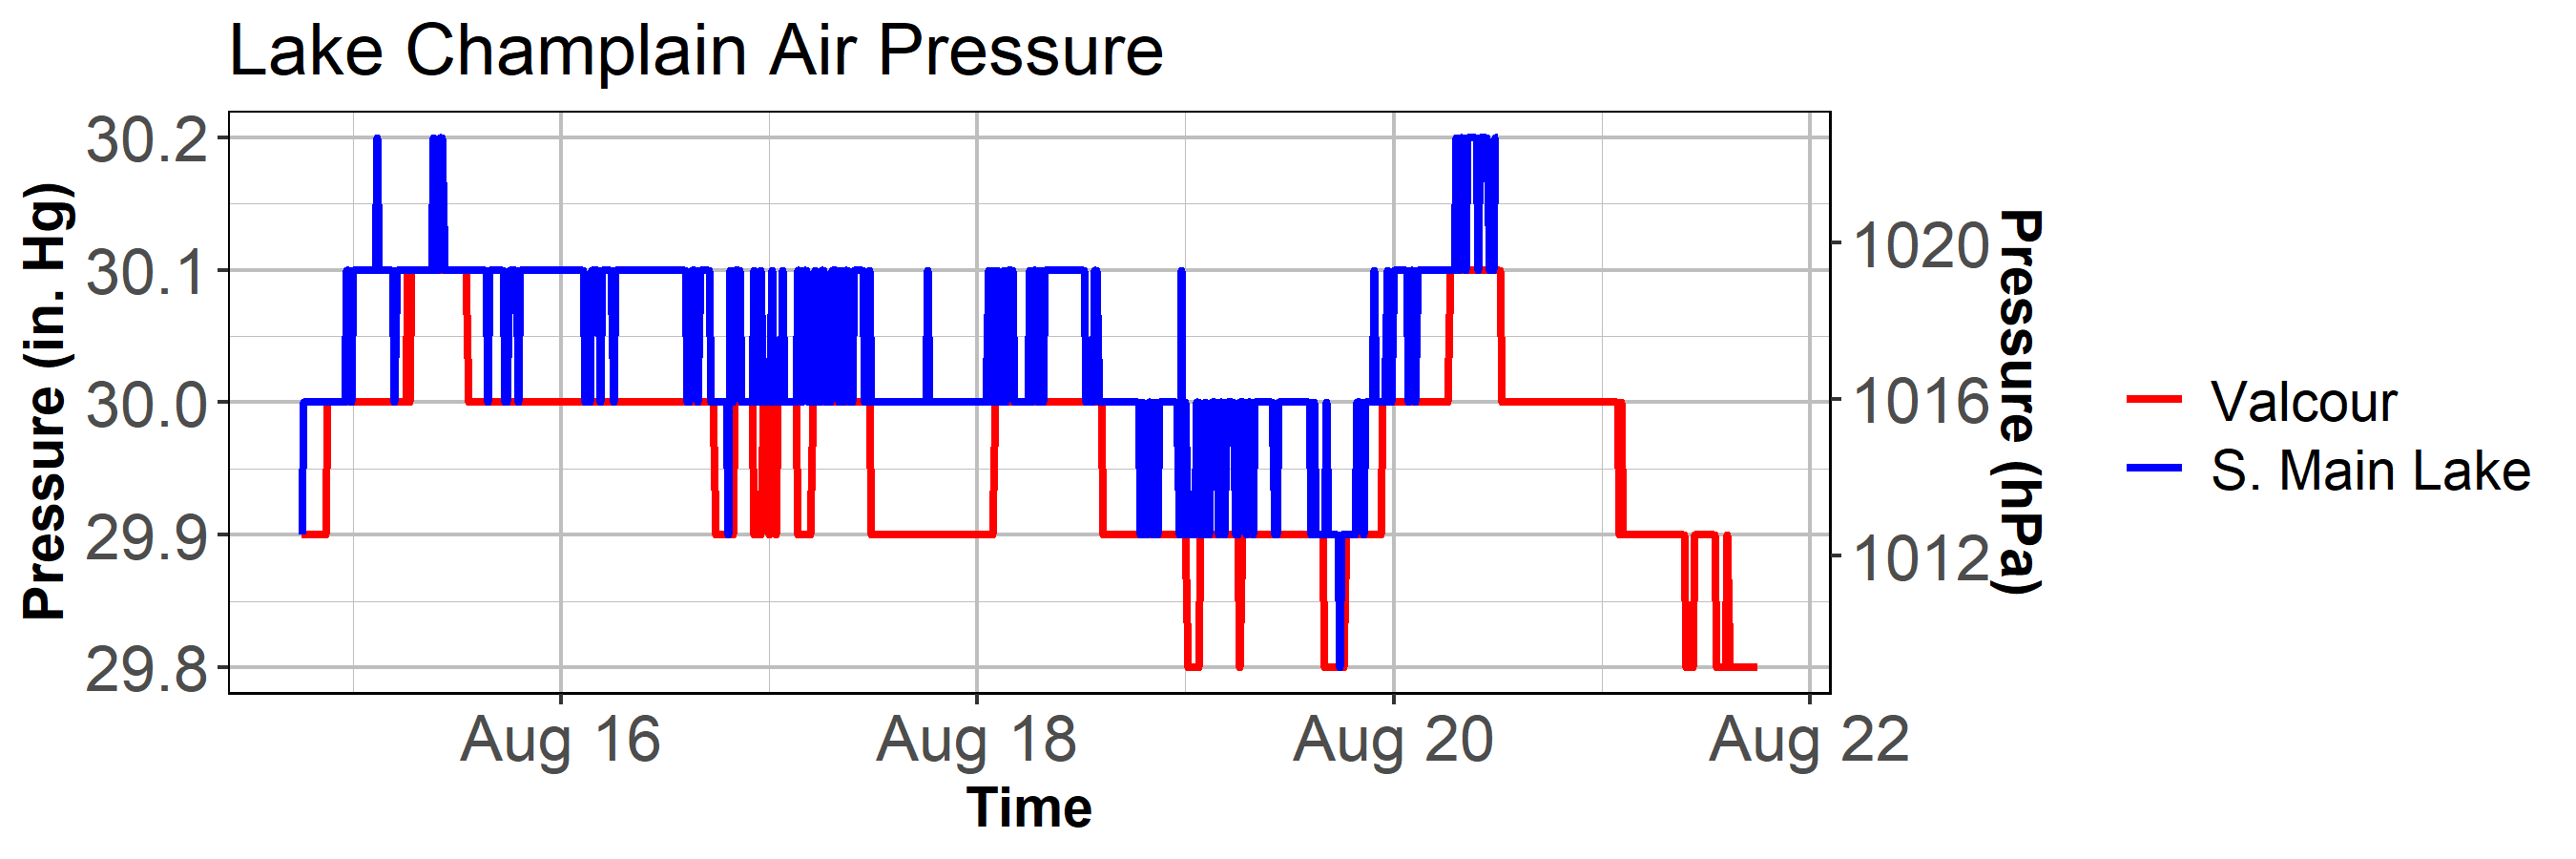 Lake Champlain Air Pressure
Pressure (in. Hg)
30.2
30.1
30.0
29.9
29.8
1020
1016
1012
Pressure (hPa)
Aug 16
Aug 18
Aug 20
Aug 22
Time
Valcour
S. Main Lake